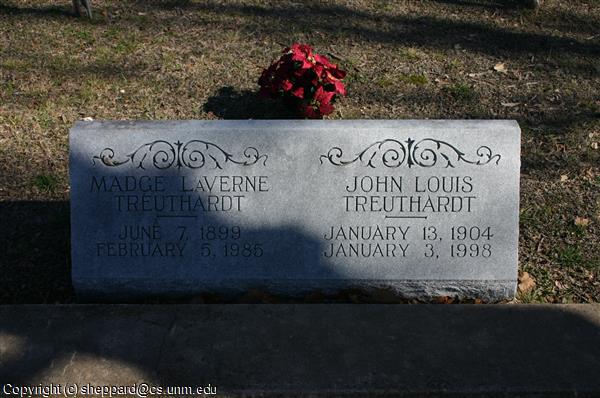 MADGE LAVERNE
TREUTHARDT
JUNE 7, 1899
FEBRUARY 5, 1985
JOHN LOUIS
TREUTHARDT
JANUARY 13, 1904
JANUARY 3, 1998
Copyright (c) sheppard@cs.unm.edu